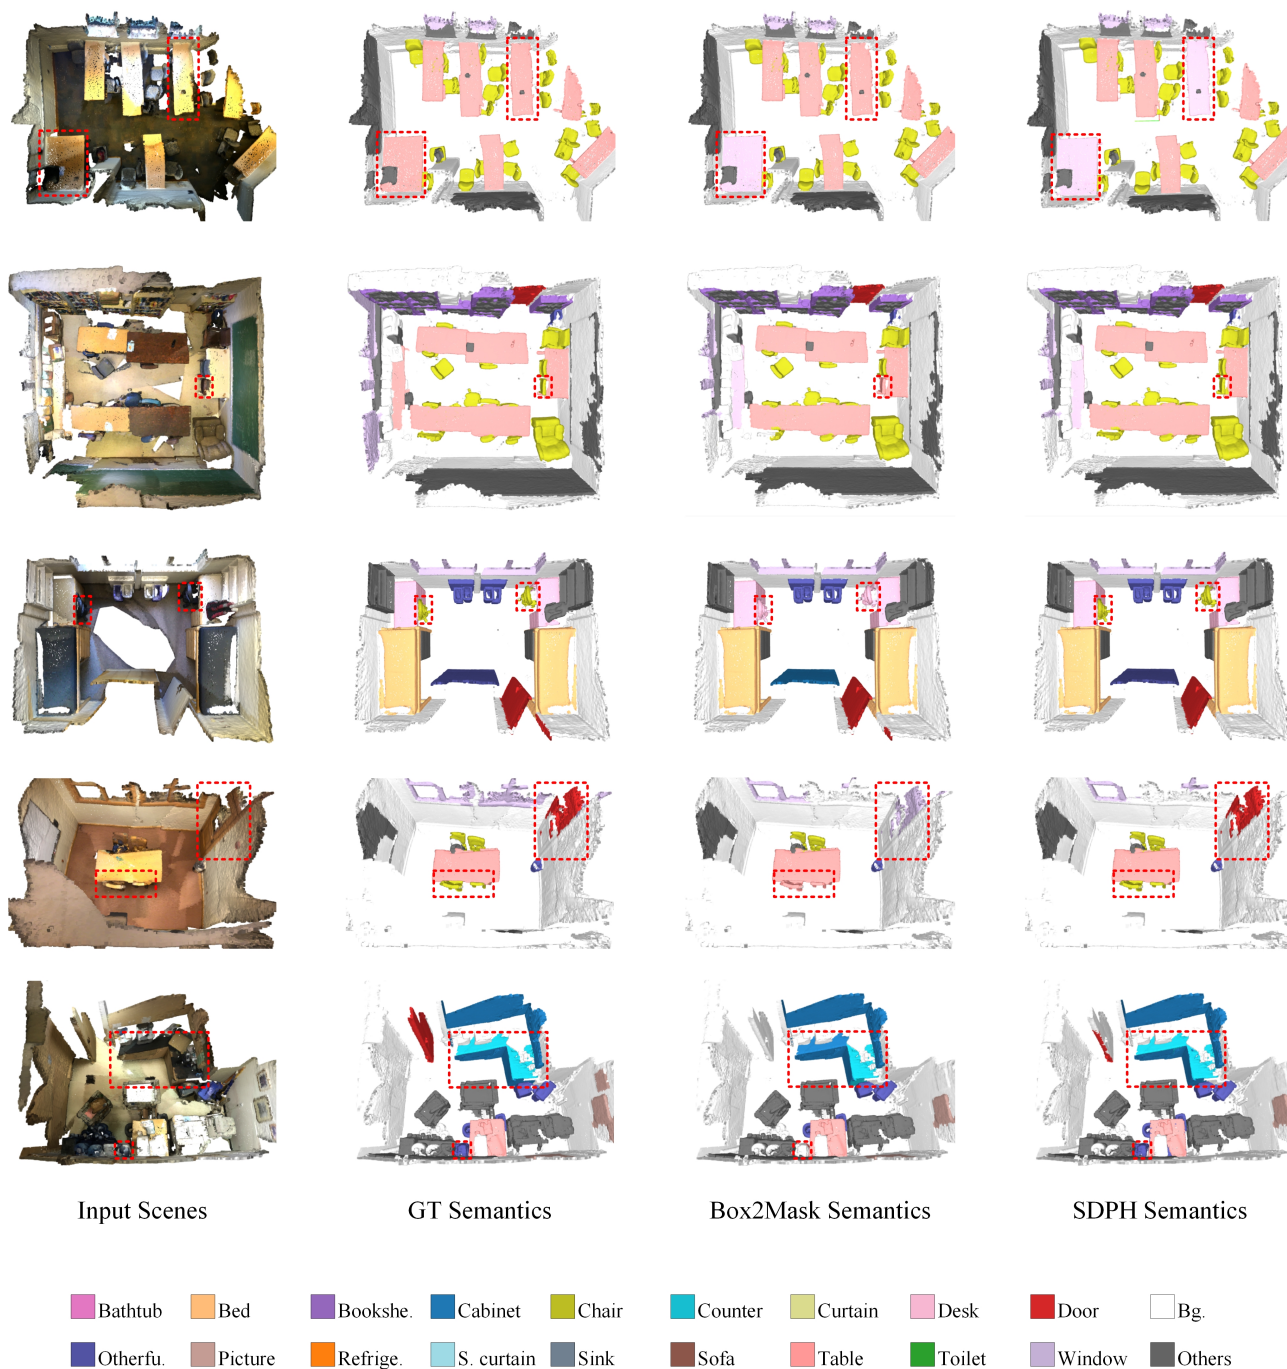 Input Scenes GT Semantics Box2Mask Semantics SDPH Semantics
Bathtub Bed Bookshe. Cabinet Chair Counter Curtain Desk Door Bg.
Otherfu. Picture Refrige. S. curtain Sink Sofa Table Toilet Window Others